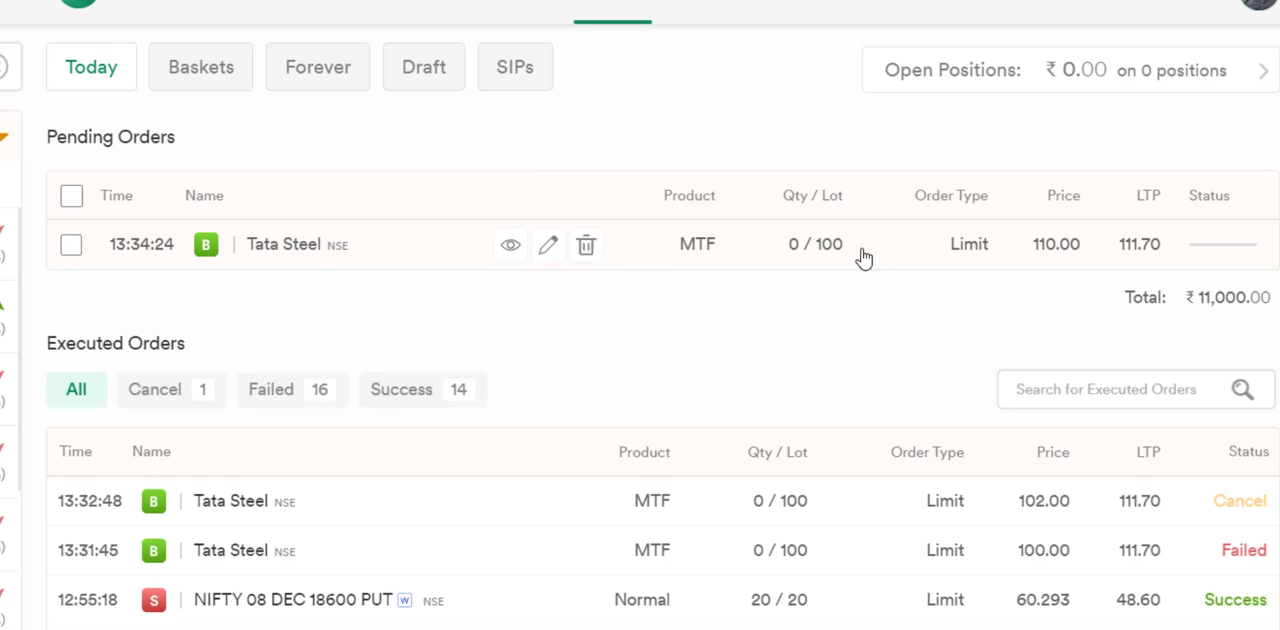 Today Baskets Forever Draft SIPs Open Positions: ₹ 0.00 on 0 positions
Pending Orders
Time Name Product Qty / Lot Order Type Price LTP Status
13:34:24 B Tata Steel NSE MTF 0 / 100 Limit 110.00 111.70
Total: ₹ 11,000.00
Executed Orders
All Cancel 1 Failed 16 Success 14 Search for Executed Orders
Time Name Product Qty / Lot Order Type Price LTP Status
13:32:48 B Tata Steel NSE MTF 0 / 100 Limit 102.00 111.70 Cancel
13:31:45 B Tata Steel NSE MTF 0 / 100 Limit 100.00 111.70 Failed
12:55:18 S NIFTY 08 DEC 18600 PUT W NSE Normal 20 / 20 Limit 60.293 48.60 Success